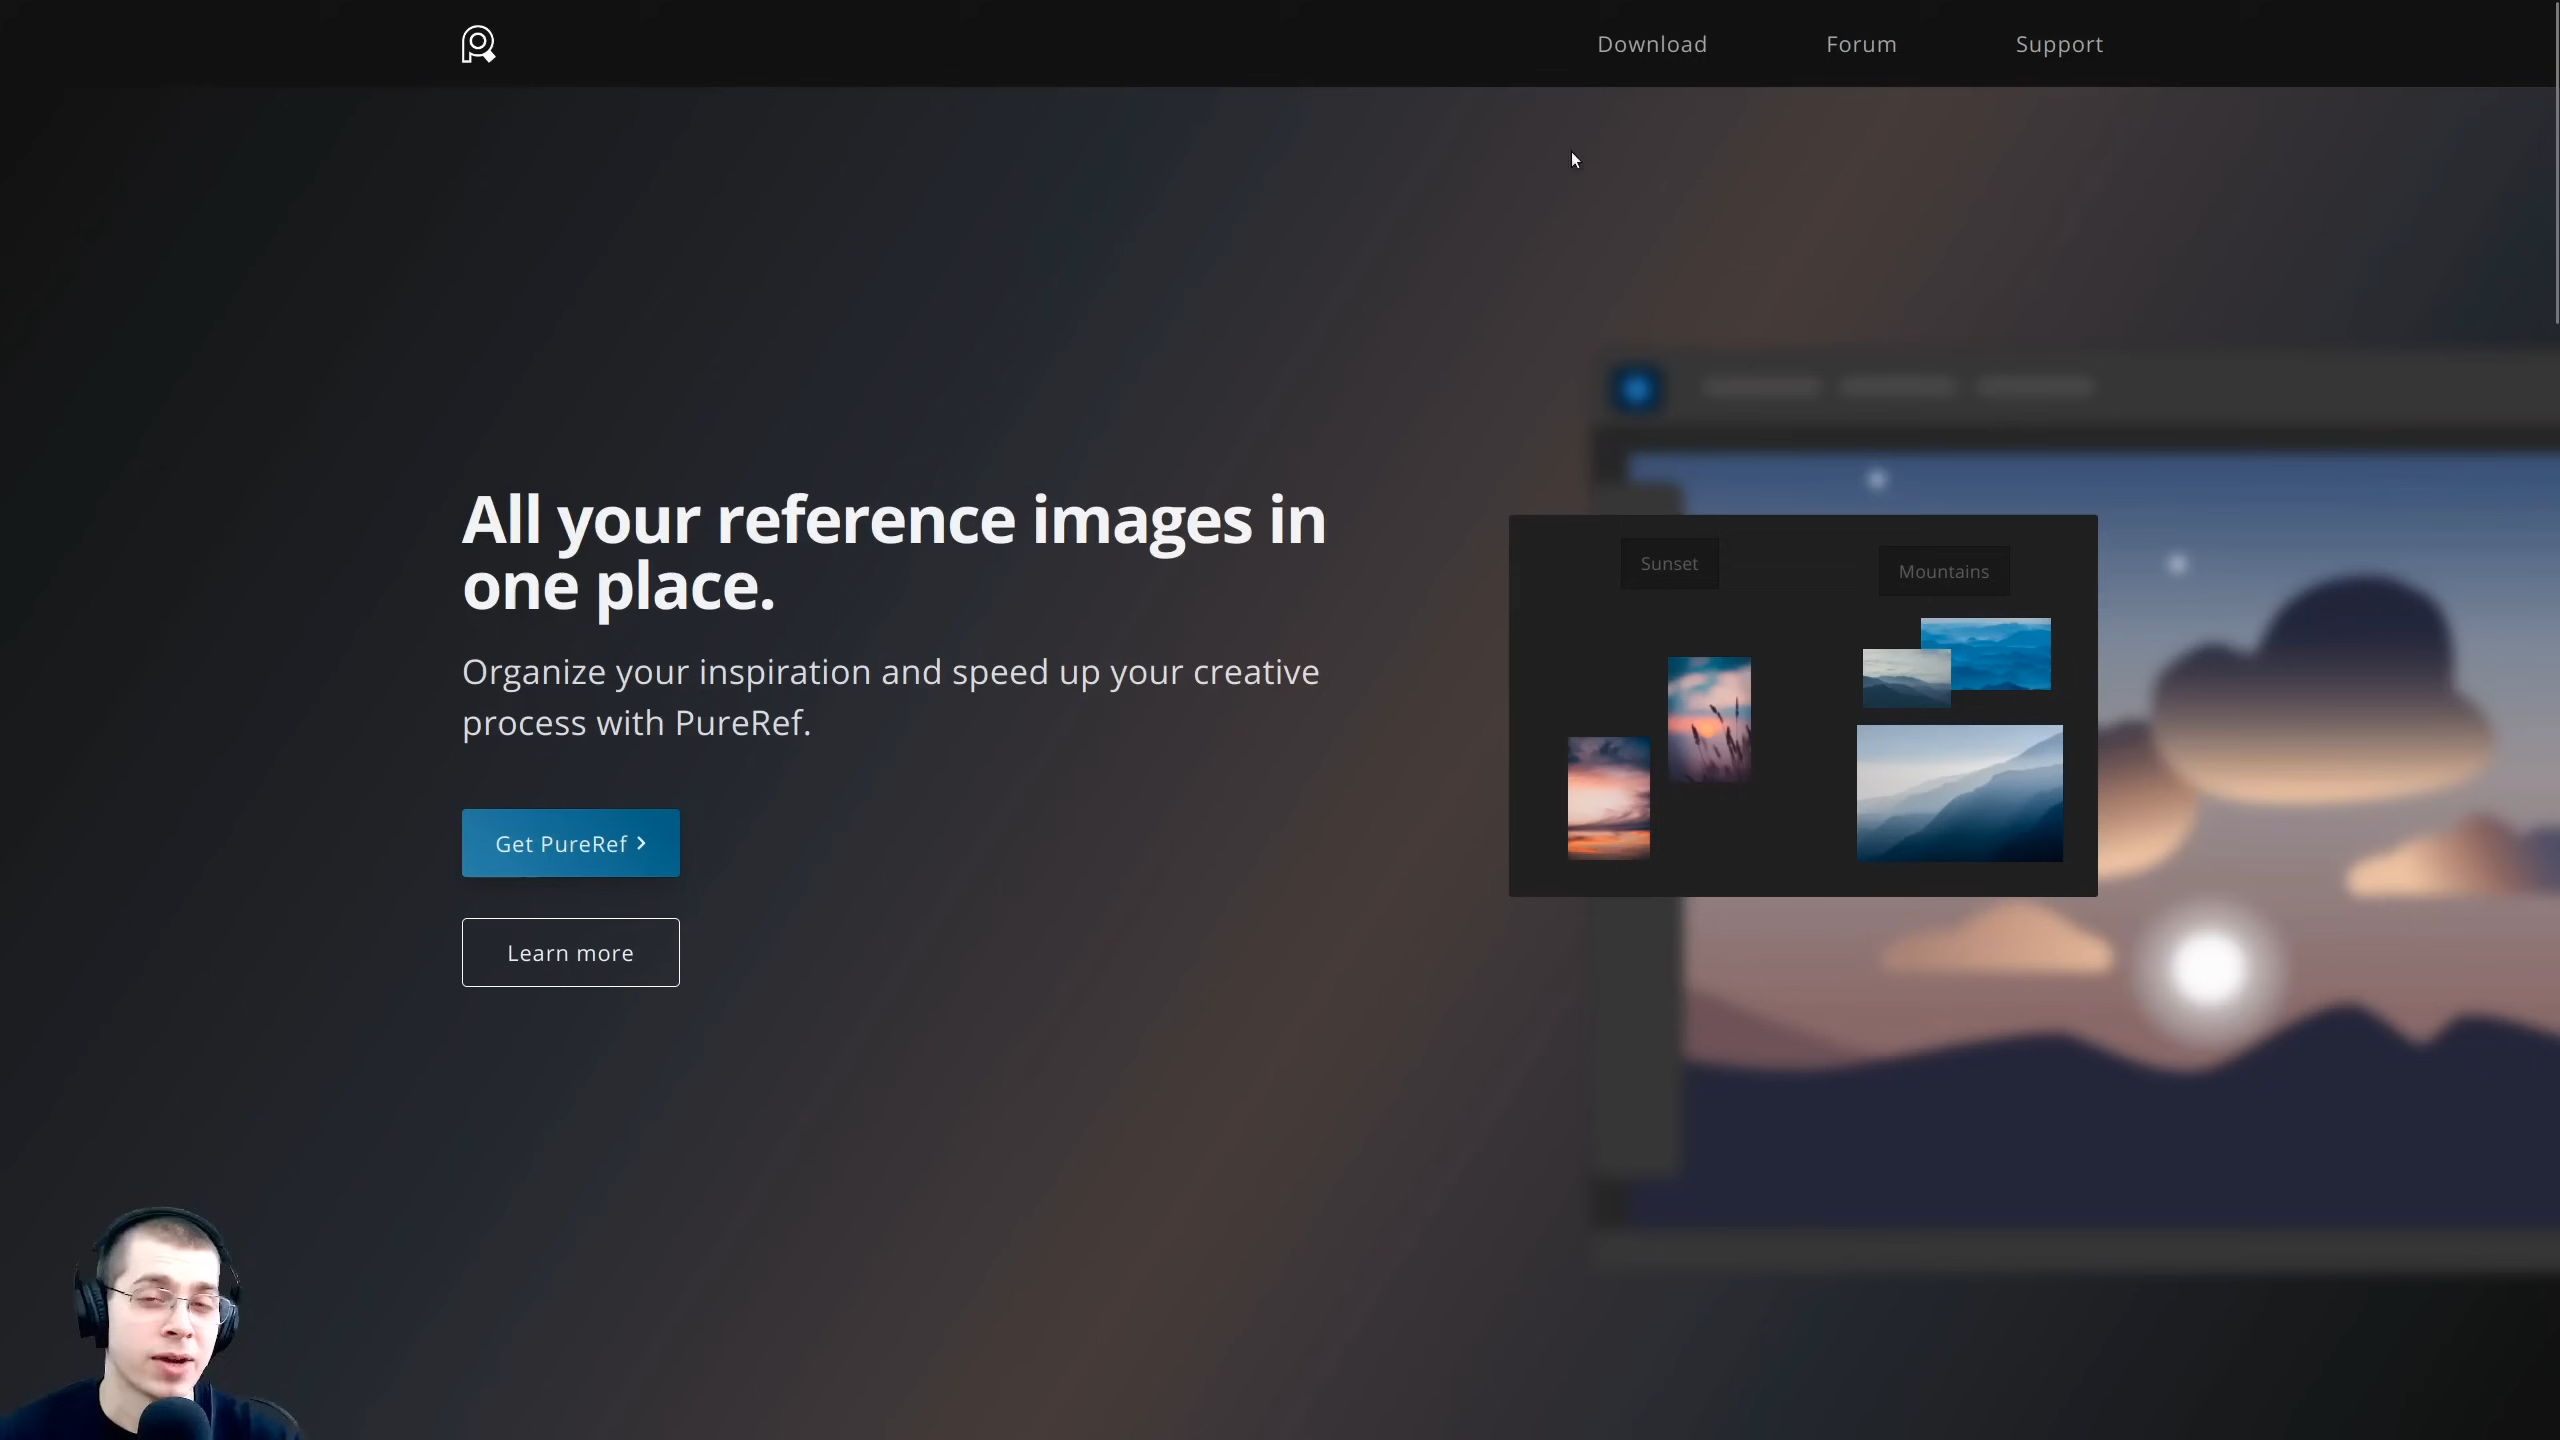 Download
Forum
Support
All your reference images in
one place.
Organize your inspiration and speed up your creative
process with PureRef.
Get PureRef
Learn more
Sunset
Mountains